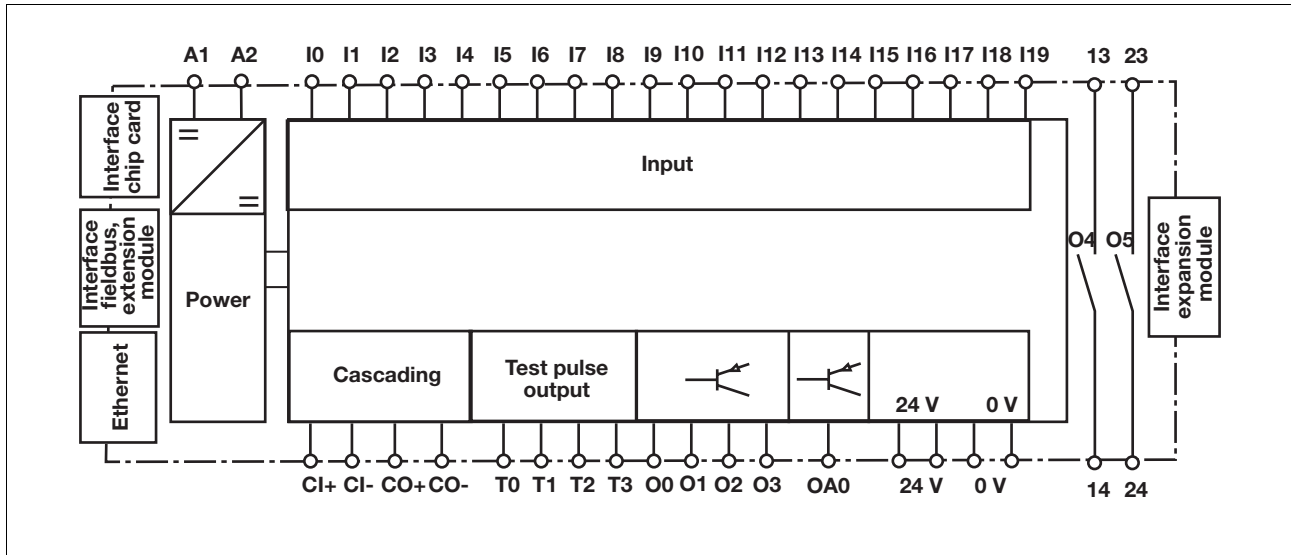 A1 A2 I0 I1 I2 I3 I4 I5 I6 I7 I8 I9 I10 I11 I12 I13 I14 I15 I16 I17 I18 I19 13 23
Interface
chip card
Interface
fieldbus,
extension
module
Ethernet
Power
Input
O4 O5
Interface
expansion
module
Cascading
Test pulse
output
24 V 0 V
CI+ CI- CO+ CO- T0 T1 T2 T3 O0 O1 O2 O3 OA0 24 V 0 V 14 24